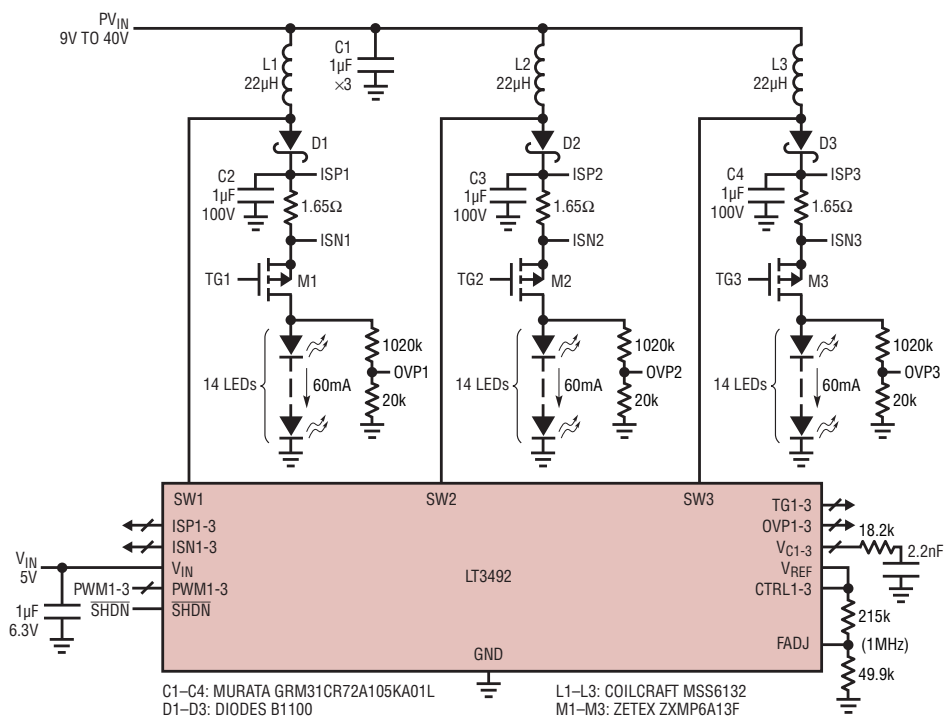 PVIN
9V TO 40V
L1
22µH
C1
1µF
×3
L2
22µH
L3
22µH
D1
D2
D3
C2
1µF
100V
ISP1
1.65Ω
ISN1
C3
1µF
100V
ISP2
1.65Ω
ISN2
C4
1µF
100V
ISP3
1.65Ω
ISN3
TG1
M1
TG2
M2
TG3
M3
14 LEDs
60mA
1020k
OVP1
20k
14 LEDs
60mA
1020k
OVP2
20k
14 LEDs
60mA
1020k
OVP3
20k
SW1
SW2
SW3
ISP1-3
ISN1-3
VIN
5V
VIN
PWM1-3
PWM1-3
SHDN
SHDN
1µF
6.3V
LT3492
GND
TG1-3
OVP1-3
VC1-3
18.2k
2.2nF
VREF
CTRL1-3
215k
FADJ
(1MHz)
49.9k
C1–C4: MURATA GRM31CR72A105KA01L
D1–D3: DIODES B1100
L1–L3: COILCRAFT MSS6132
M1–M3: ZETEX ZXMP6A13F